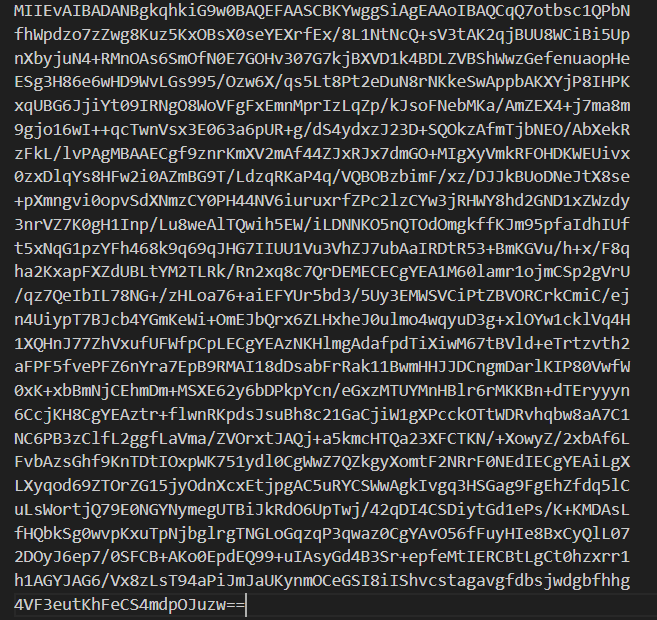 MIIEvAIBADANBgkqhkiG9w0BAQEFAASCBKYwggSiAgEAAoIBAQCqQ7otbsc1QPbN
fhWpdzo7zZwg8Kuz5KxOBsX0seYEXrfEx/8L1NtNcQ+sV3tAK2qjBUU8WCiBi5Up
nXbyjuN4+RMnOAs6SmOfN0E7GOHv307G7kjBXVD1k4BDLZVBShWwzGefenuaopHe
ESg3H86e6wHD9WvLGs995/Ozw6X/qs5Lt8Pt2eDuN8rNKkeSwAppbAKXYjP8IHPK
xqUBG6JjiYt09IRNgO8WoVFgFxEmnMprIzLqZp/kJsoFNebMKa/AmZEX4+j7ma8m
9gjo16wI++qcTwnVsx3E063a6pUR+g/dS4ydxzJ23D+SQOkzAfmTjbNEO/AbXekR
zFkL/lvPAgMBAAECgf9znrKmXV2mAf44ZJxRJx7dmGO+MIgXyVmkRFOHDKWEUivx
0zxDlqYs8HFw2i0AZmBG9T/LdzqRKaP4q/VQBOBzbimF/xz/DJJkBUoDNeJtX8se
+pXmngvi0opvSdXNmzCY0PH44NV6iuruxrfZPc2lzCYw3jRHWY8hd2GND1xZWzdy
3nrVZ7K0gH1Inp/Lu8weAlTQwih5EW/iLDNNKO5nQTOdOmgkffKJm95pfaIdhIUf
t5xNqG1pzYFh468k9q69qJHG7IIUU1Vu3VhZJ7ubAaIRDtR53+BmKGVu/h+x/F8q
ha2KxapFXZdUBLtYM2TLRk/Rn2xq8c7QrDEMECECgYEA1M60lamr1ojmCSp2gVrU
/qz7QeIbIL78NG+/zHLoa76+aiEFYUr5bd3/5Uy3EMWSVCiPtZBVORCrkCmiC/ej
n4UiypT7BJcb4YGmKeWi+OmEJbQrx6ZLHxheJ0ulmo4wqyuD3g+xlOYw1cklVq4H
1XQHnJ77ZhVxufUFWfpCpLECgYEAzNKHlmgAdafpdTiXiwM67tBVld+eTrtzvth2
aFPF5fvePFZ6nYra7EpB9RMAI18dDsabFrRak11BwmHHJJDCngmDarlKIP80VwfW
0xK+xbBmNjCEhmDm+MSXE62y6bDPkpYcn/eGxzMTUYMnHBlr6rMKKBn+dTEryyyn
6CcjKH8CgYEAztr+flwnRKpdsJsuBh8c21GaCjiW1gXPcckOTtWDRvhqbw8aA7C1
NC6PB3zClfL2ggfLaVma/ZVOrxtJAQj+a5kmcHTQa23XFCTKN/+XowyZ/2xbAf6L
FvbAzsGhf9KnTDtIOxpWK751ydl0CgWwZ7QZkgyXomtF2NRrF0NEdIECgYEAiLgX
LXyqod69ZTOrZG15jyOdnXcxEtjpgAC5uRYCSWwAgkIvgq3HSGag9FgEhZfdq5lC
uLsWortjQ79E0NGYNymegUTBiJkRdO6UpTwj/42qDI4CSDiytGd1ePs/K+KMDAsL
fHQbkSg0wvpKxuTpNjbglrgTNGLoGqzqP3qwaz0CgYAvO56fFuyHIe8BxCyQlL07
2DOyJ6ep7/0SFCB+AKo0EpdEQ99+uIAsyGd4B3Sr+epfeMtIERCBtLgCt0hzxrr1
h1AGYJAG6/Vx8zLsT94aPiJmJaUKynmOCeGSI8iIShvcstagavgfdbsjwdgbfhhg
4VF3eutKhFeCS4mdpOJuzw==